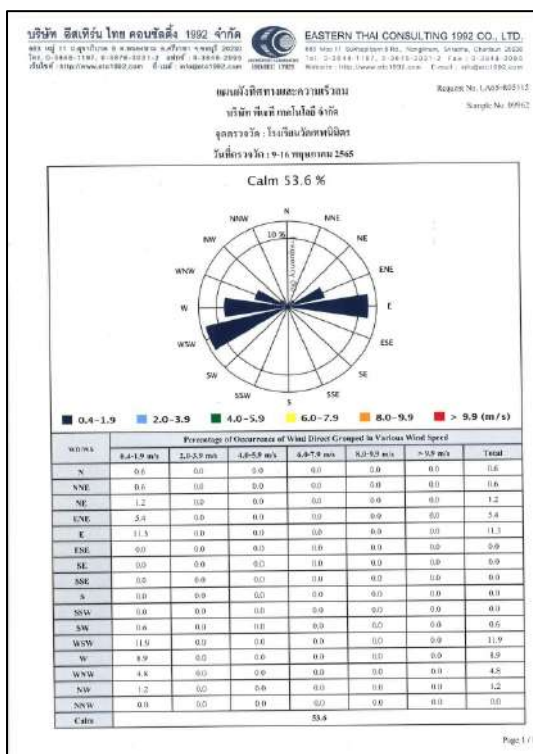 บริษัท อีสเทิร์น ไทย คอนซัลติ้ง 1992 จำกัด
EASTERN THAI CONSULTING 1992 CO., LTD.
Request No. LA65-R05115
Sample No. 09962
แผนผังทิศทางและความเร็วลม
บริษัท พีเอที เทคโนโลยี จำกัด
จุดตรวจวัด : โรงเรียนวัดเทพนิมิตร
วันที่ตรวจวัด : 9-16 พฤษภาคม 2565
Calm 53.6 %
N
NNW
NNE
10 %
NW
NE
WNW
ENE
W
E
WSW
ESE
SW
SE
SSW
SSE
S
0.4-1.9 2.0-3.9 4.0-5.9 6.0-7.9 8.0-9.9 > 9.9 (m/s)
WD/WS Percentage of Occurrence of Wind Direct Grouped in Various Wind Speed
0.4-1.9 m/s 2.0-3.9 m/s 4.0-5.9 m/s 6.0-7.9 m/s 8.0-9.9 m/s > 9.9 m/s Total
N 0.6 0.0 0.0 0.0 0.0 0.0 0.6
NNE 0.6 0.0 0.0 0.0 0.0 0.0 0.6
NE 1.2 0.0 0.0 0.0 0.0 0.0 1.2
ENE 5.4 0.0 0.0 0.0 0.0 0.0 5.4
E 11.3 0.0 0.0 0.0 0.0 0.0 11.3
ESE 0.0 0.0 0.0 0.0 0.0 0.0 0.0
SE 0.0 0.0 0.0 0.0 0.0 0.0 0.0
SSE 0.0 0.0 0.0 0.0 0.0 0.0 0.0
S 0.0 0.0 0.0 0.0 0.0 0.0 0.0
SSW 0.0 0.0 0.0 0.0 0.0 0.0 0.0
SW 0.6 0.0 0.0 0.0 0.0 0.0 0.6
WSW 11.9 0.0 0.0 0.0 0.0 0.0 11.9
W 8.9 0.0 0.0 0.0 0.0 0.0 8.9
WNW 4.8 0.0 0.0 0.0 0.0 0.0 4.8
NW 1.2 0.0 0.0 0.0 0.0 0.0 1.2
NNW 0.0 0.0 0.0 0.0 0.0 0.0 0.0
Calm 53.6